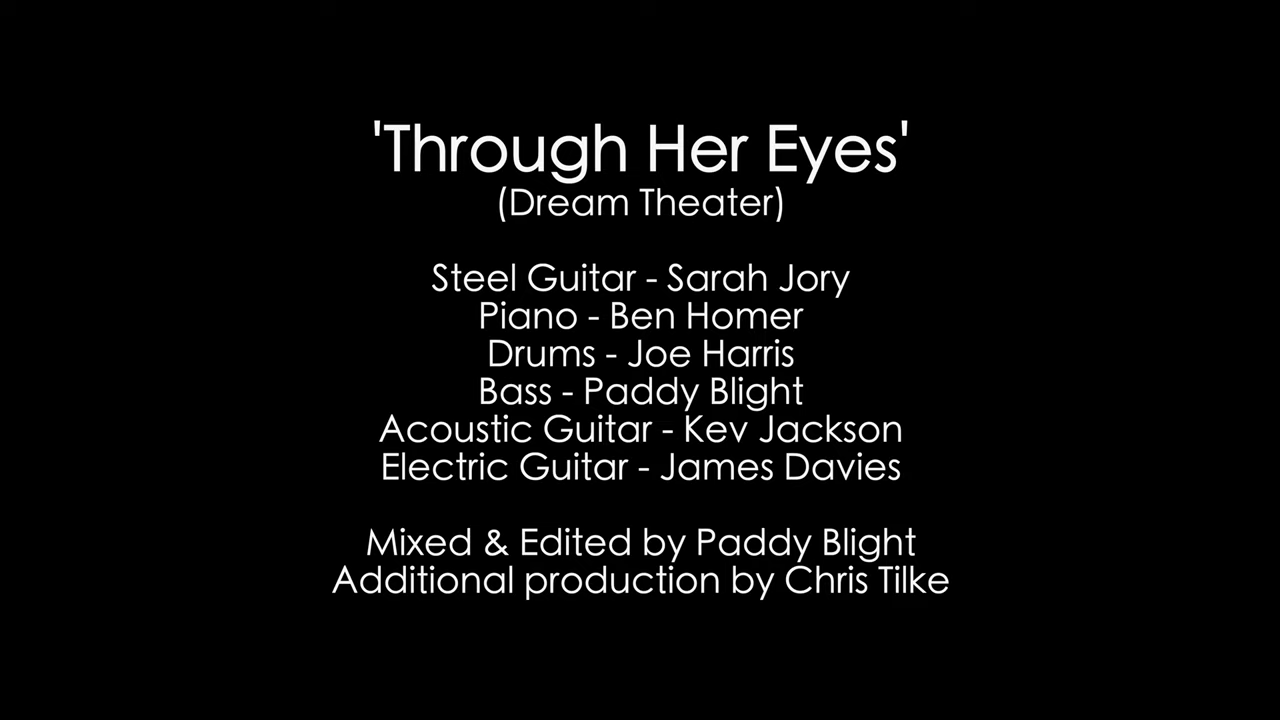 'Through Her Eyes'
(Dream Theater)
Steel Guitar - Sarah Jory
Piano - Ben Homer
Drums - Joe Harris
Bass - Paddy Blight
Acoustic Guitar - Kev Jackson
Electric Guitar - James Davies
Mixed & Edited by Paddy Blight
Additional production by Chris Tilke